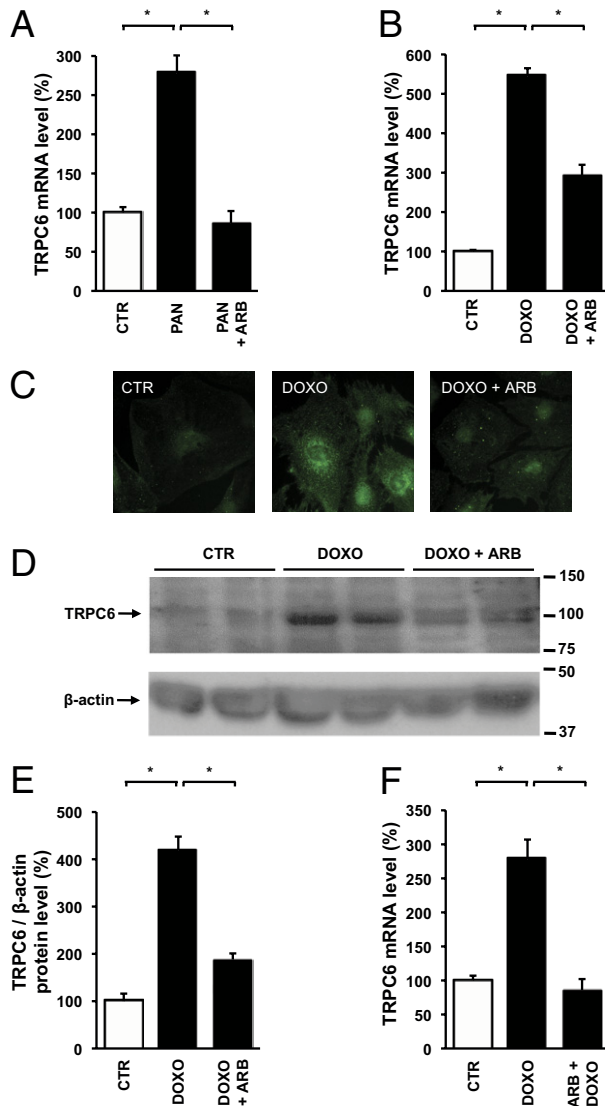 A
* *
TRPC6 mRNA level (%)
300
250
200
150
100
50
0
CTR
PAN
PAN
+ ARB
B
* *
TRPC6 mRNA level (%)
600
500
400
300
200
100
0
CTR
DOXO
DOXO
+ ARB
C
CTR
DOXO
DOXO + ARB
D
CTR DOXO DOXO + ARB
TRPC6
150
100
75
β-actin
50
37
E
* *
TRPC6 / β-actin
protein level (%)
500
400
300
200
100
0
CTR
DOXO
DOXO
+ ARB
F
* *
TRPC6 mRNA level (%)
350
300
250
200
150
100
50
0
CTR
DOXO
ARB +
DOXO